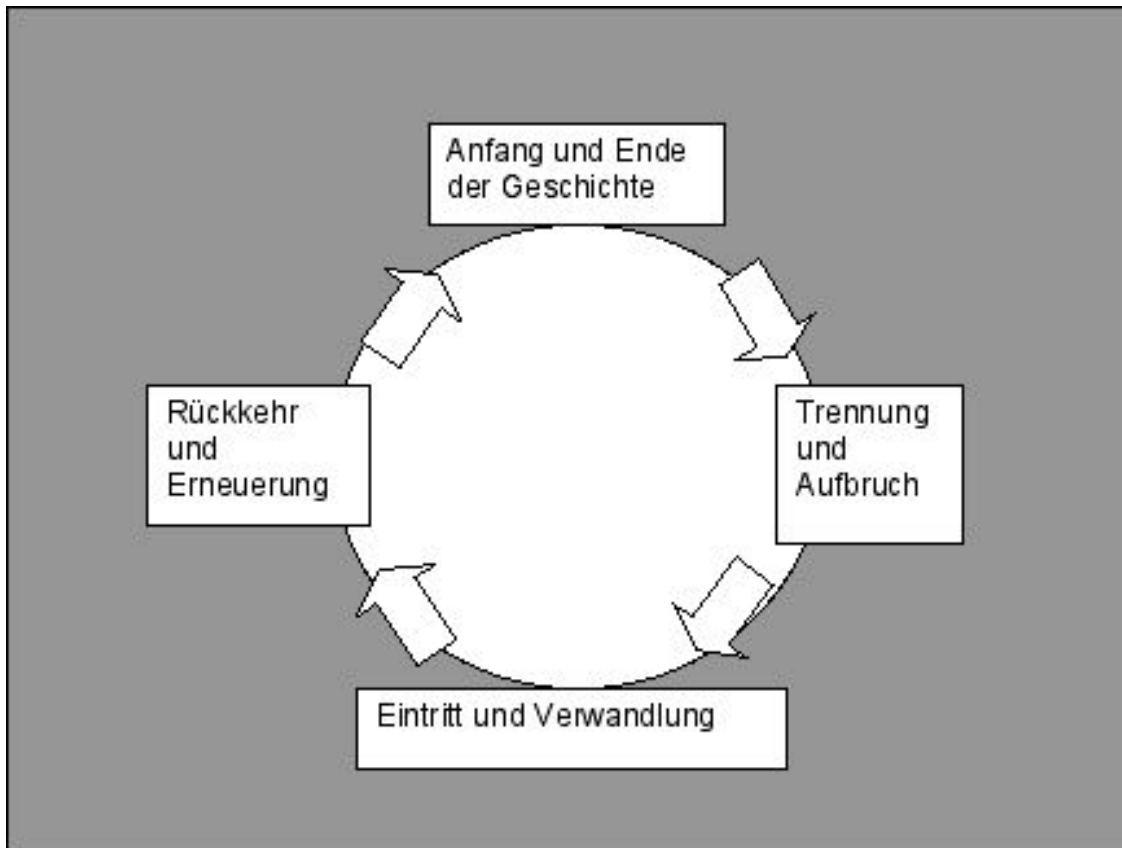 Anfang und Ende
der Geschichte
Trennung
und
Aufbruch
Eintritt und Verwandlung
Rückkehr
und
Erneuerung